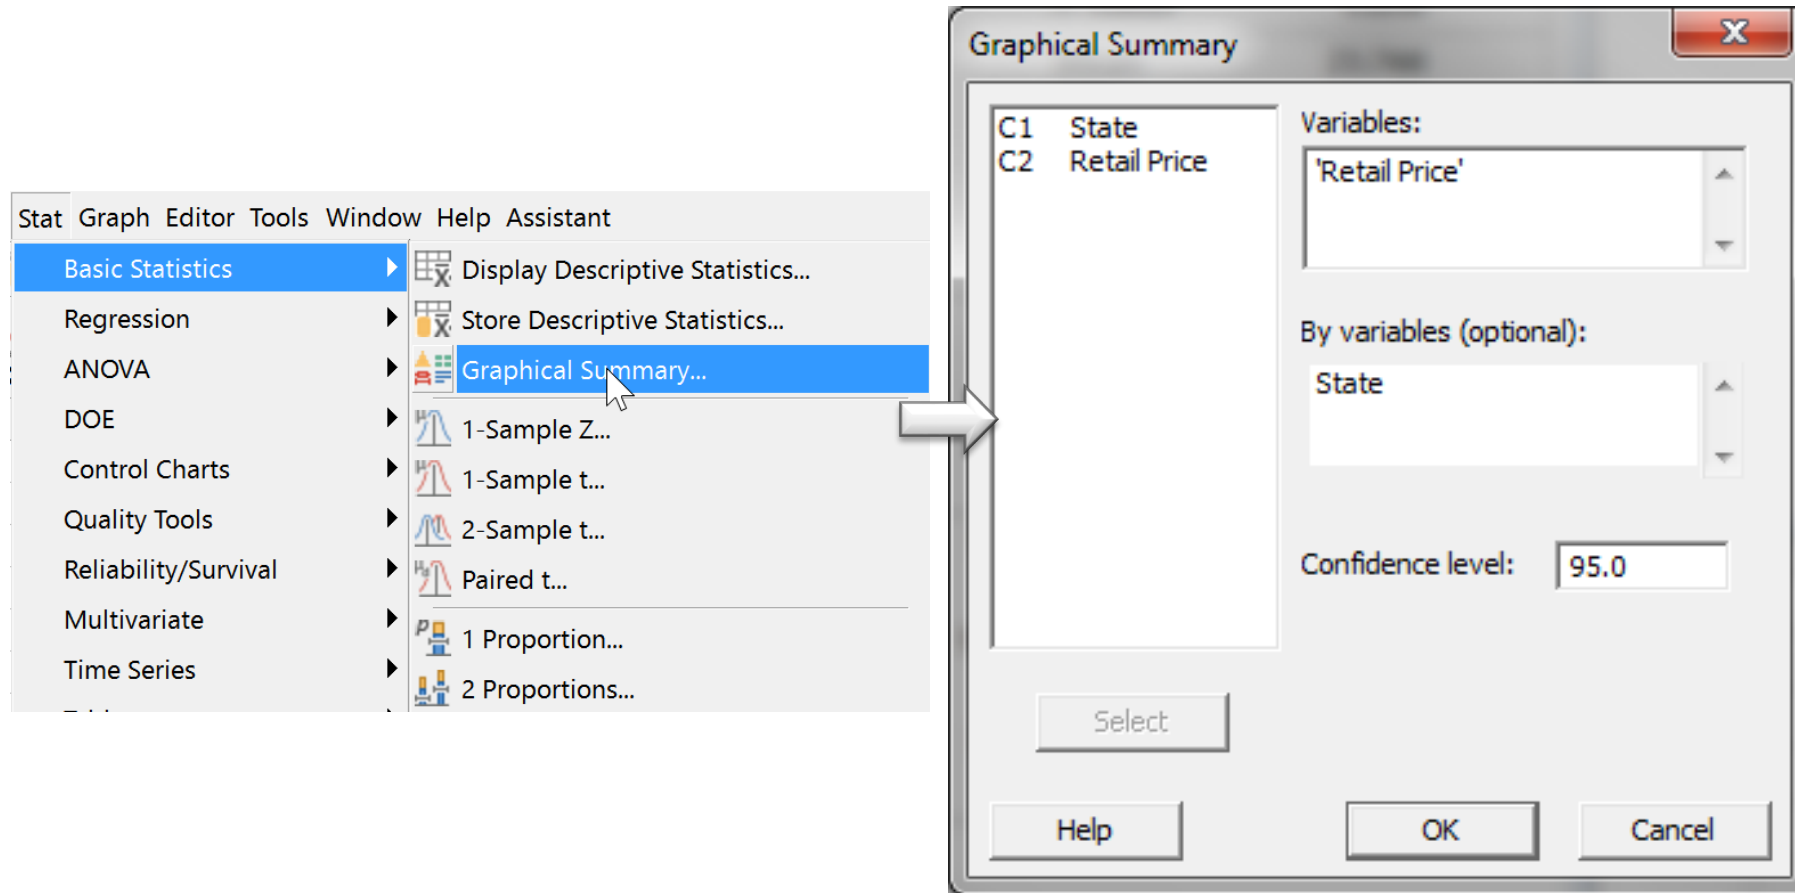 Stat Graph Editor Tools Window Help Assistant
Basic Statistics
Regression
ANOVA
DOE
Control Charts
Quality Tools
Reliability/Survival
Multivariate
Time Series
Display Descriptive Statistics...
Store Descriptive Statistics...
Graphical Summary...
1-Sample Z...
1-Sample t...
2-Sample t...
Paired t...
1 Proportion...
2 Proportions...
Graphical Summary
C1 State
C2 Retail Price
Variables:
'Retail Price'
By variables (optional):
State
Confidence level: 95.0
Select
Help OK Cancel